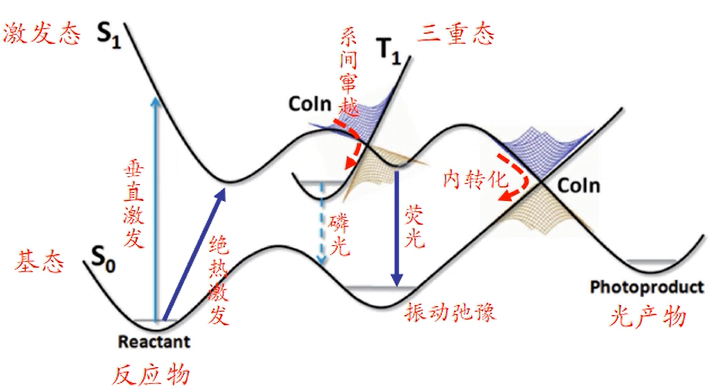 激发态
S1
系间窜越
T1
三重态
CoIn
垂直激发
内转化
CoIn
磷光
荧光
绝热激发
基态
S0
Photoproduct
光产物
振动弛豫
Reactant
反应物